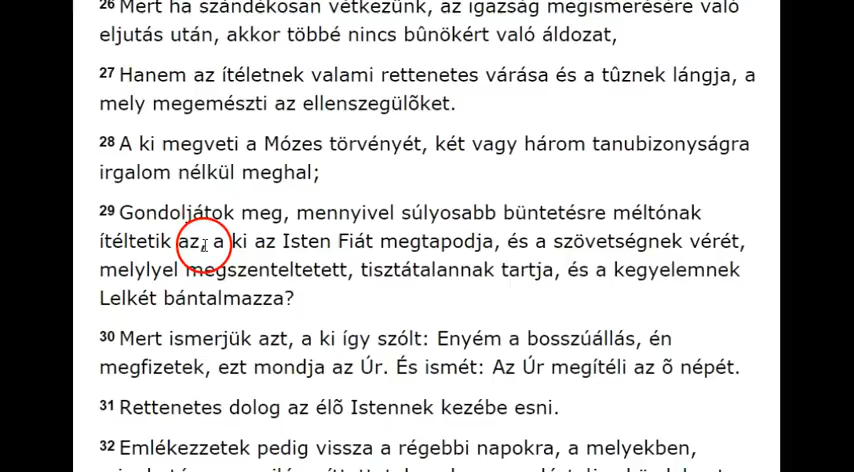 26 Mert ha szándékosan vétkezünk, az igazság megismerésére való
eljutás után, akkor többé nincs bûnökért való áldozat,
27 Hanem az ítéletnek valami rettenetes várása és a tûznek lángja, a
mely megemészti az ellenszegülõket.
28 A ki megveti a Mózes törvényét, két vagy három tanubizonyságra
irgalom nélkül meghal;
29 Gondoljátok meg, mennyivel súlyosabb büntetésre méltónak
ítéltetik az, a ki az Isten Fiát megtapodja, és a szövetségnek vérét,
melylyel megszenteltetett, tisztátalannak tartja, és a kegyelemnek
Lelkét bántalmazza?
30 Mert ismerjük azt, a ki így szólt: Enyém a bosszúállás, én
megfizetek, ezt mondja az Úr. És ismét: Az Úr megítéli az õ népét.
31 Rettenetes dolog az élõ Istennek kezébe esni.
32 Emlékezzetek pedig vissza a régebbi napokra, a melyekben,